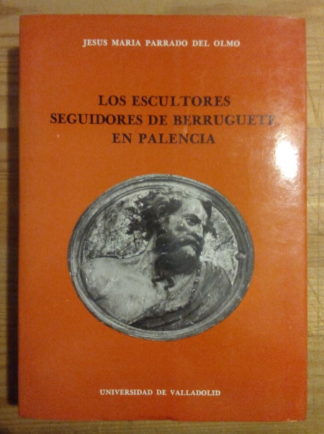 JESUS MARIA PARRADO DEL OLMO
LOS ESCULTORES
SEGUIDORES DE BERRUGUETE
EN PALENCIA
UNIVERSIDAD DE VALLADOLID